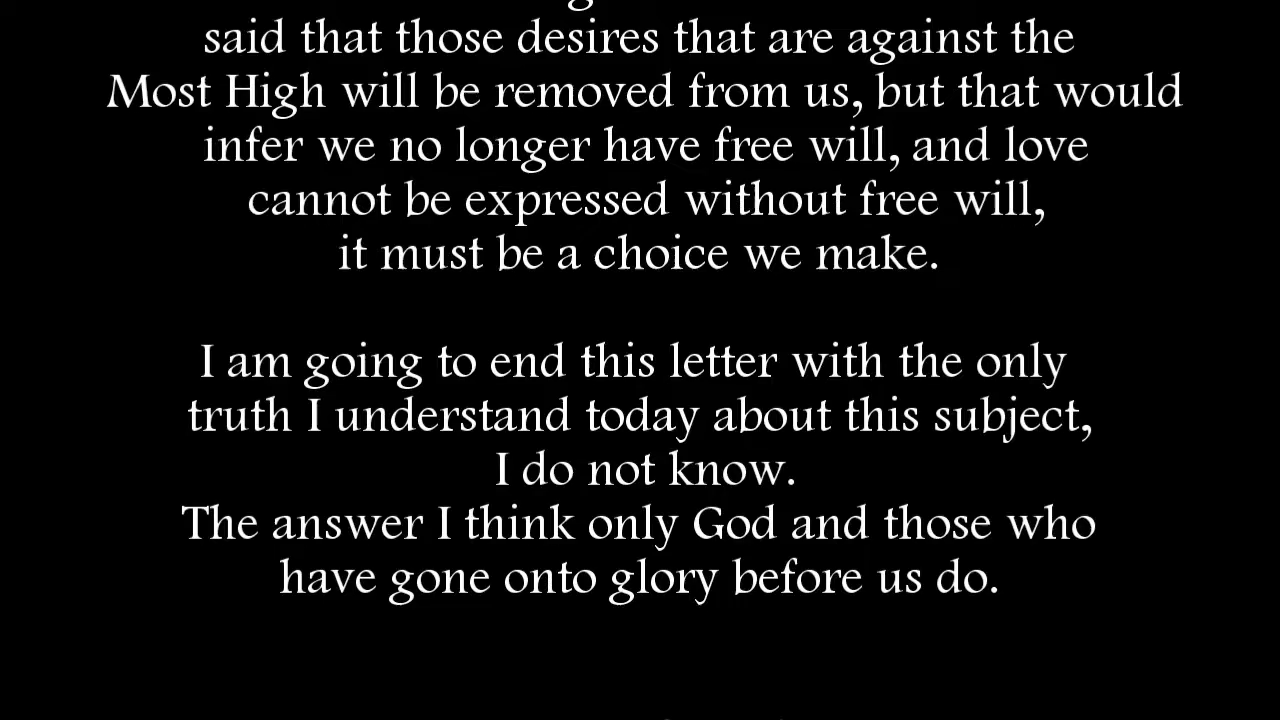 said that those desires that are against the
Most High will be removed from us, but that would
infer we no longer have free will, and love
cannot be expressed without free will,
it must be a choice we make.
I am going to end this letter with the only
truth I understand today about this subject,
I do not know.
The answer I think only God and those who
have gone onto glory before us do.